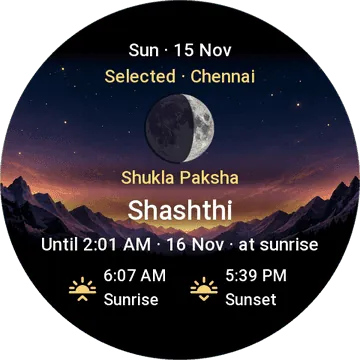 Sun · 15 Nov
Selected · Chennai
Shukla Paksha
Shashthi
Until 2:01 AM · 16 Nov · at sunrise
6:07 AM
Sunrise
5:39 PM
Sunset